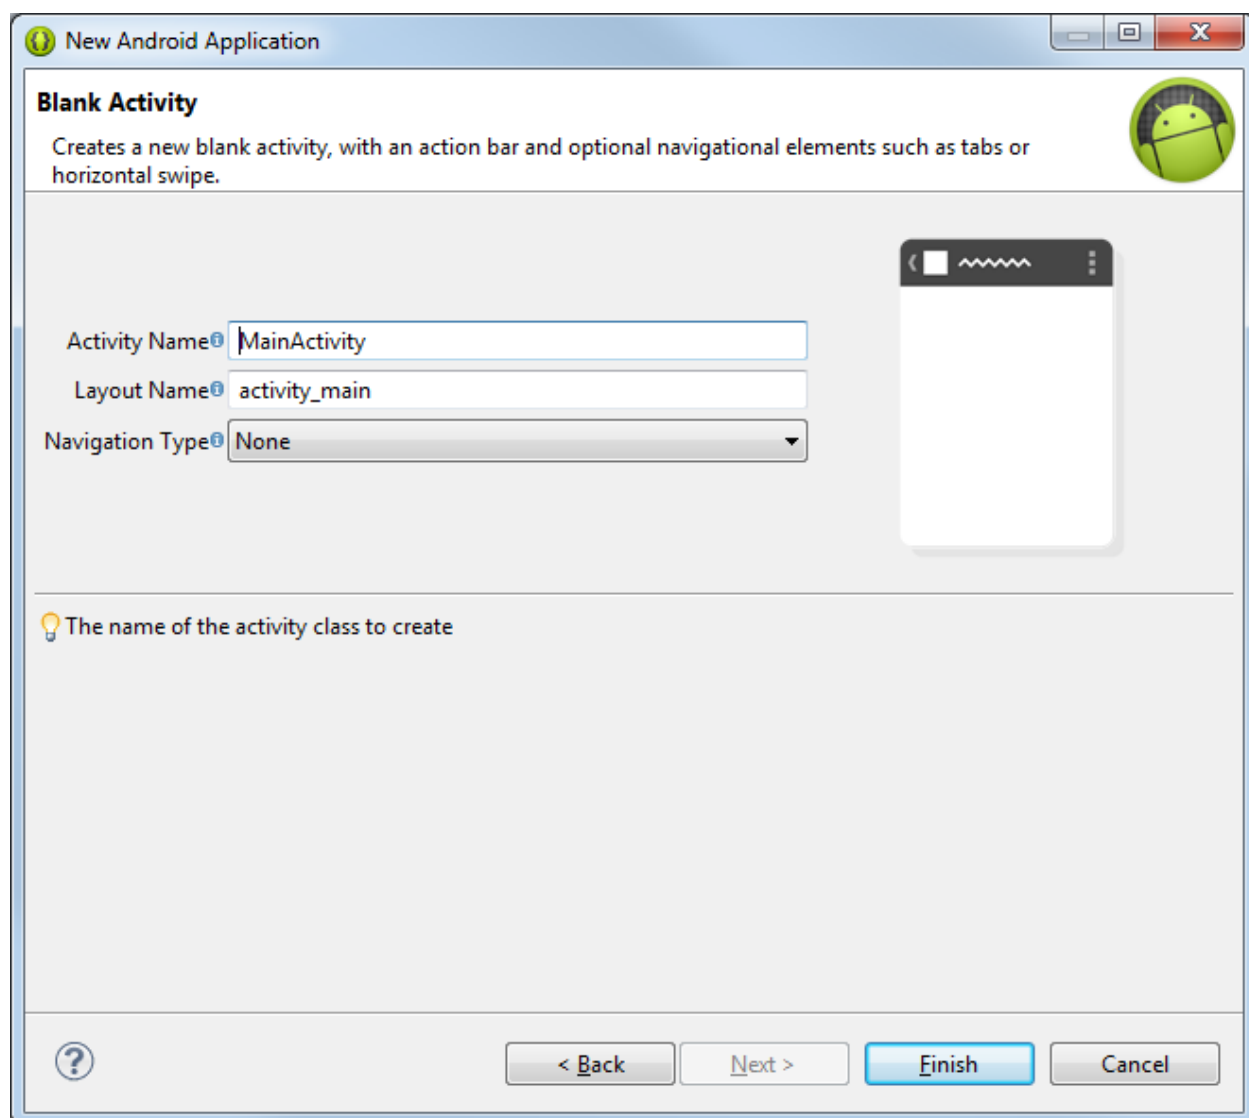 New Android Application
Blank Activity
Creates a new blank activity, with an action bar and optional navigational elements such as tabs or
horizontal swipe.
Activity Name MainActivity
Layout Name activity_main
Navigation Type None
The name of the activity class to create
< Back Next > Finish Cancel